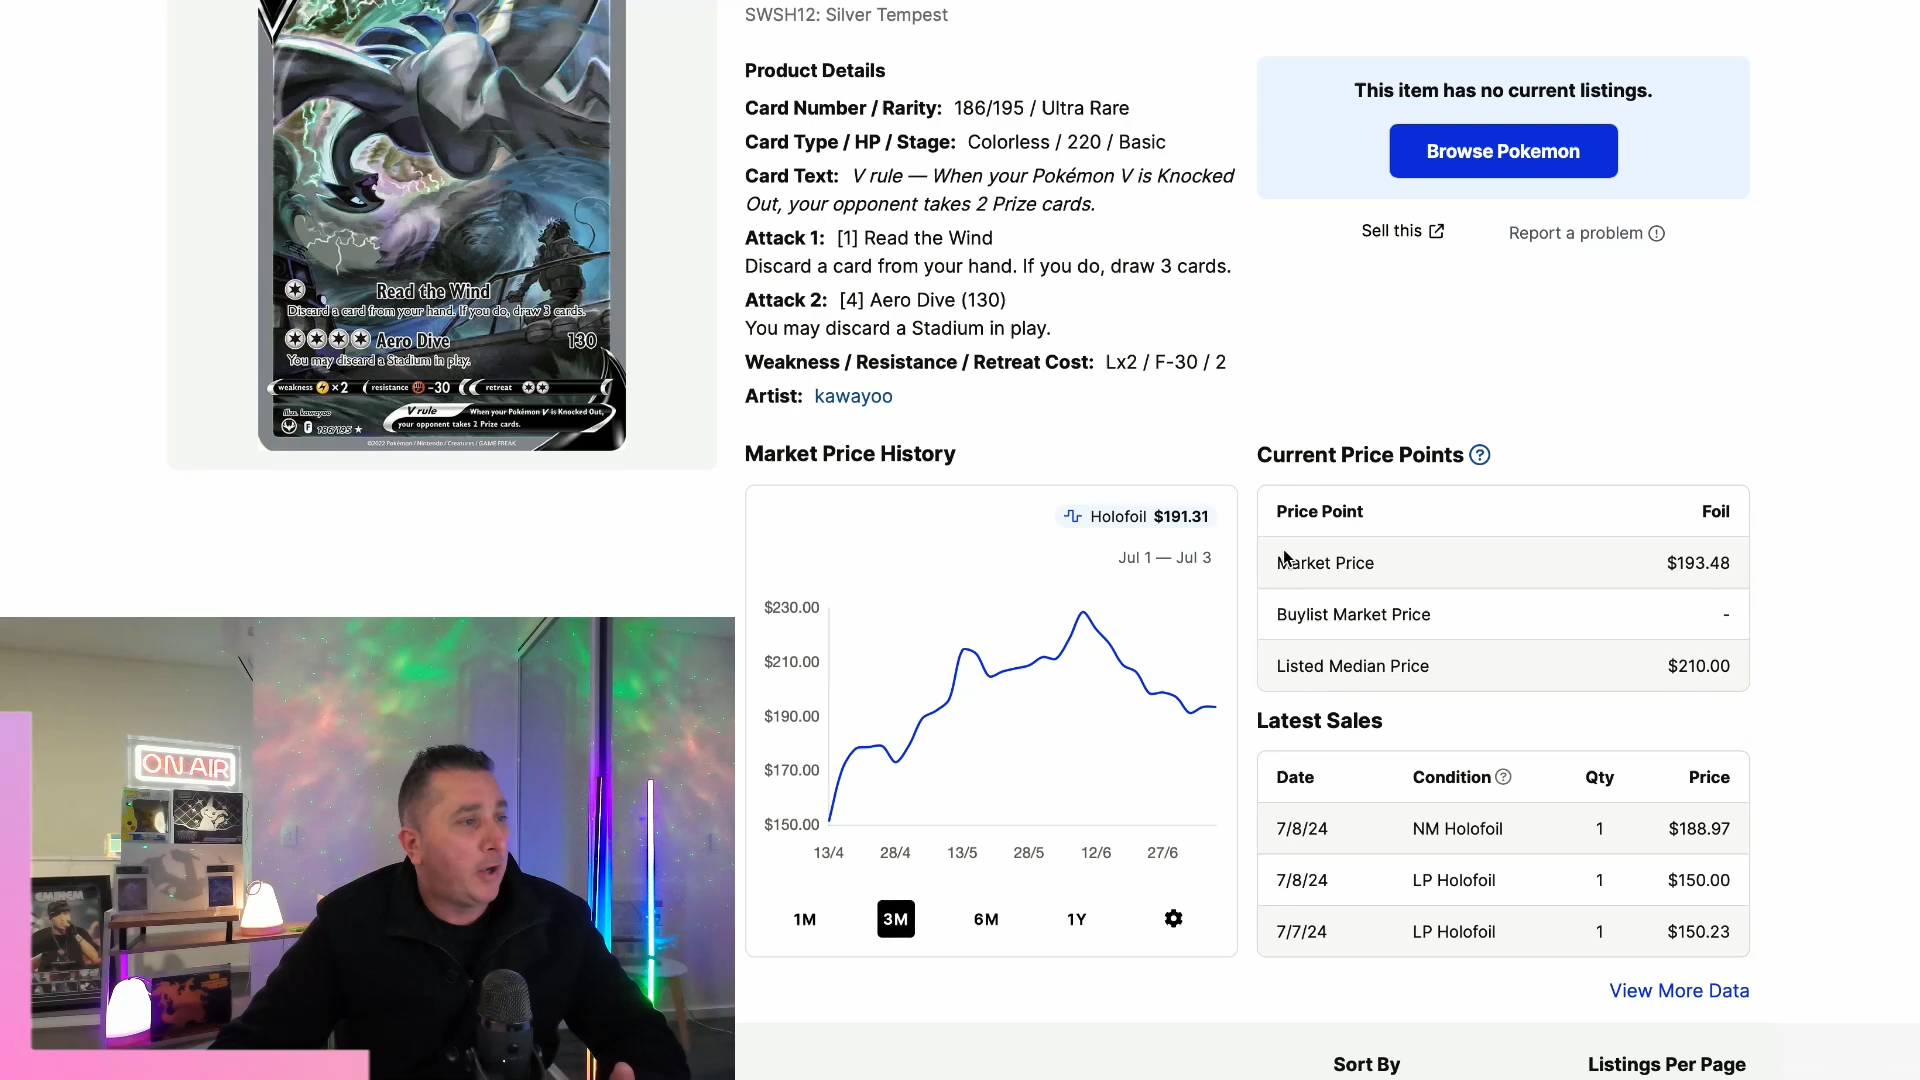 SWSH12: Silver Tempest
Product Details
Card Number / Rarity: 186/195 / Ultra Rare
Card Type / HP / Stage: Colorless / 220 / Basic
Card Text: V rule — When your Pokémon V is Knocked
Out, your opponent takes 2 Prize cards.
Attack 1: [1] Read the Wind
Discard a card from your hand. If you do, draw 3 cards.
Attack 2: [4] Aero Dive (130)
You may discard a Stadium in play.
Weakness / Resistance / Retreat Cost: Lx2 / F-30 / 2
Artist: kawayoo
This item has no current listings.
Browse Pokemon
Sell this
Report a problem
Read the Wind
Discard a card from your hand. If you do, draw 3 cards.
Aero Dive 130
You may discard a Stadium in play.
weakness ×2 resistance -30 retreat
Illus. kawayoo
V rule When your Pokémon V is Knocked Out,
your opponent takes 2 Prize cards.
F 186/195
©2022 Pokémon / Nintendo / Creatures / GAME FREAK
Market Price History
Holofoil $191.31
Jul 1 — Jul 3
$230.00
$210.00
$190.00
$170.00
$150.00
13/4 28/4 13/5 28/5 12/6 27/6
1M 3M 6M 1Y
Current Price Points
Price Point Foil
Market Price $193.48
Buylist Market Price -
Listed Median Price $210.00
Latest Sales
Date Condition Qty Price
7/8/24 NM Holofoil 1 $188.97
7/8/24 LP Holofoil 1 $150.00
7/7/24 LP Holofoil 1 $150.23
View More Data
Sort By Listings Per Page
ON AIR
EMINEM